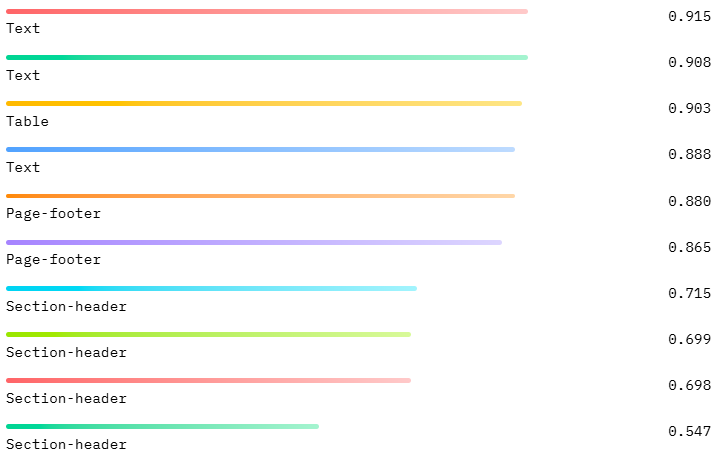 0.915
Text
0.908
Text
0.903
Table
0.888
Text
0.880
Page-footer
0.865
Page-footer
0.715
Section-header
0.699
Section-header
0.698
Section-header
0.547
Section-header